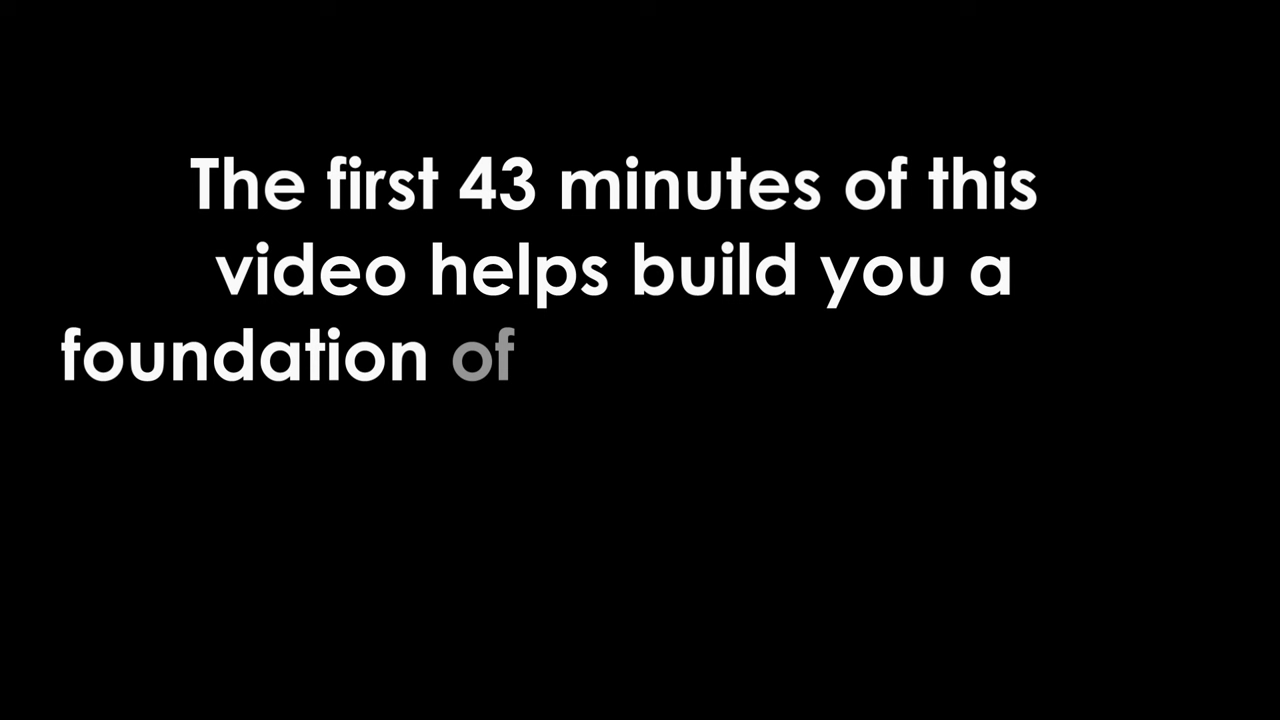 The first 43 minutes of this
video helps build you a
foundation of